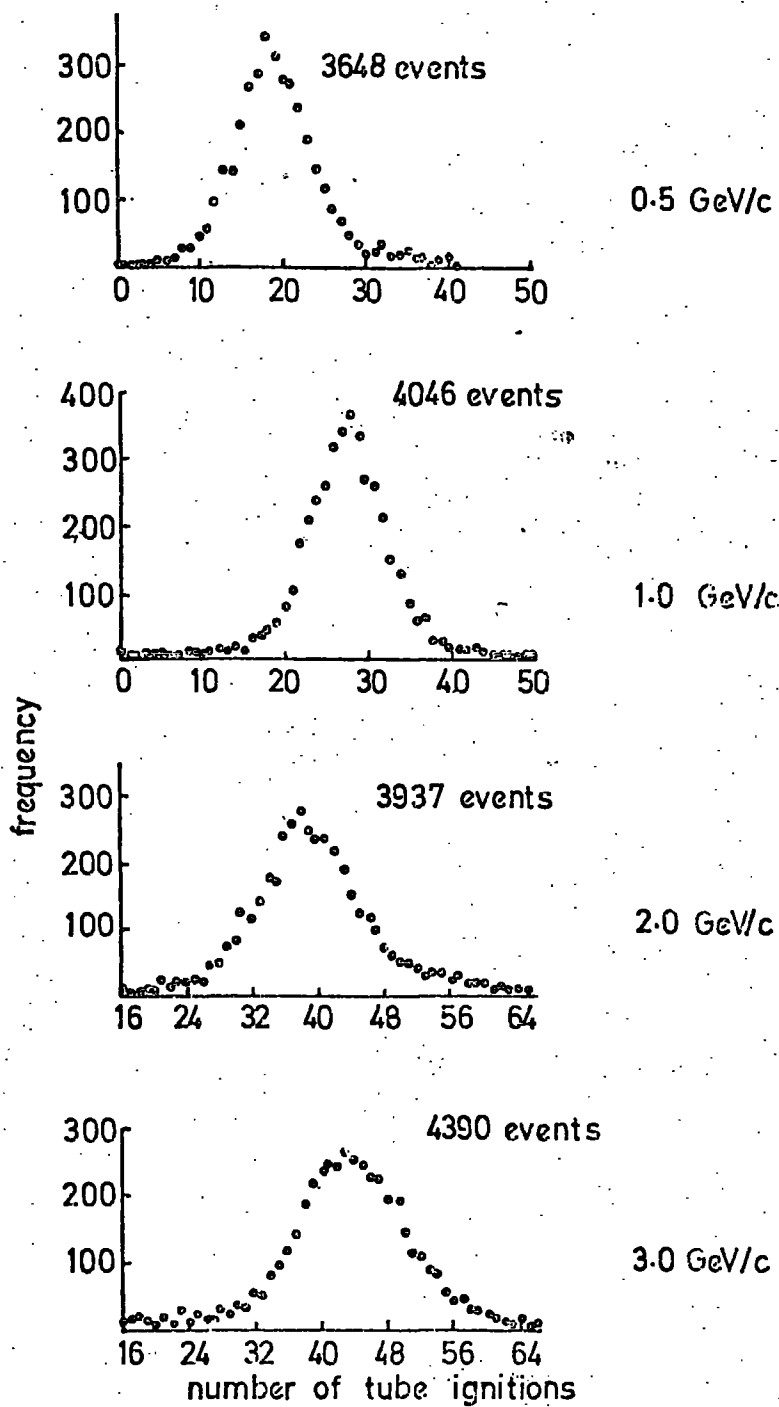 3648 events
300
200
100
0.5 GeV/c
0 10 20 30 40 50
400
4046 events
300
200
100
1.0 GeV/c
0 10 20 30 40 50
frequency
300
3937 events
200
100
2.0 GeV/c
16 24 32 40 48 56 64
300
4390 events
200
100
3.0 GeV/c
16 24 32 40 48 56 64
number of tube ignitions